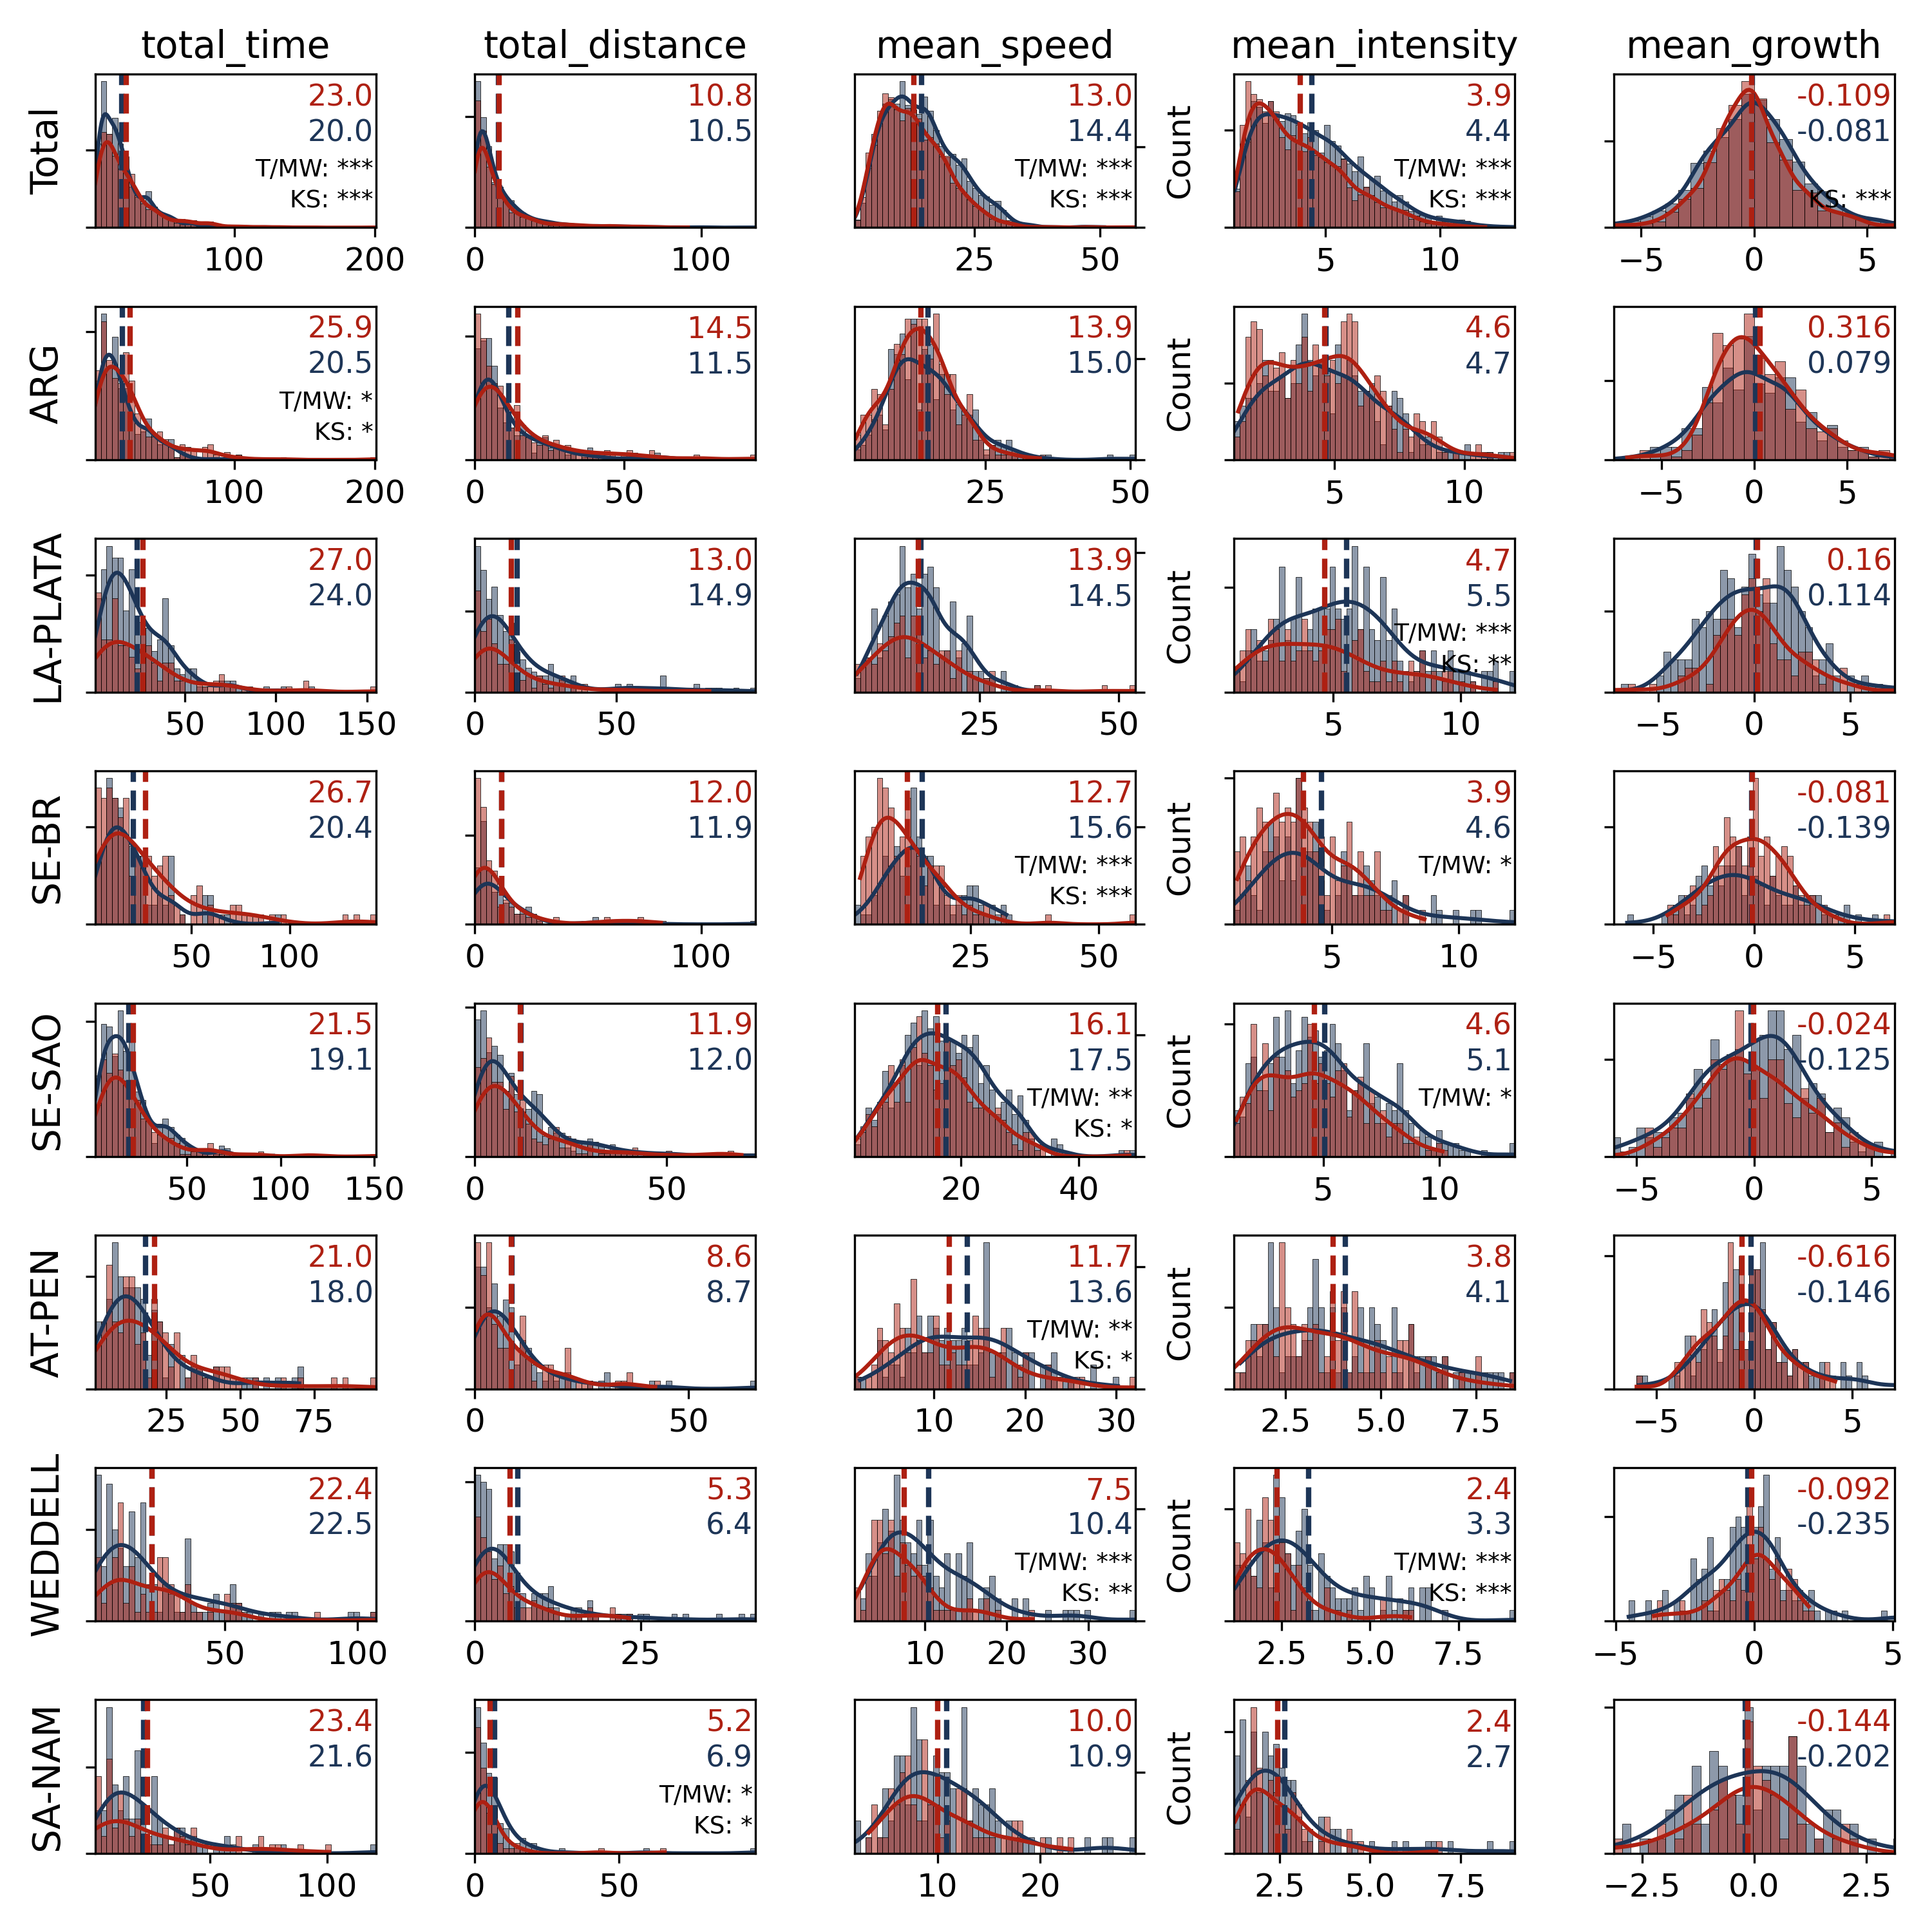 total_time total_distance mean_speed mean_intensity mean_growth
Total
23.0
20.0
T/MW: ***
KS: ***
100 200
10.8
10.5
0 100
13.0
14.4
T/MW: ***
KS: ***
25 50
Count
3.9
4.4
T/MW: ***
KS: ***
5 10
-0.109
-0.081
KS: ***
−5 0 5
ARG
25.9
20.5
T/MW: *
KS: *
100 200
14.5
11.5
0 50
13.9
15.0
25 50
Count
4.6
4.7
5 10
0.316
0.079
−5 0 5
LA-PLATA
27.0
24.0
50 100 150
13.0
14.9
0 50
13.9
14.5
25 50
Count
4.7
5.5
T/MW: ***
KS: **
5 10
0.16
0.114
−5 0 5
SE-BR
26.7
20.4
50 100
12.0
11.9
0 100
12.7
15.6
T/MW: ***
KS: ***
25 50
Count
3.9
4.6
T/MW: *
5 10
-0.081
-0.139
−5 0 5
SE-SAO
21.5
19.1
50 100 150
11.9
12.0
0 50
16.1
17.5
T/MW: **
KS: *
20 40
Count
4.6
5.1
T/MW: *
5 10
-0.024
-0.125
−5 0 5
AT-PEN
21.0
18.0
25 50 75
8.6
8.7
0 50
11.7
13.6
T/MW: **
KS: *
10 20 30
Count
3.8
4.1
2.5 5.0 7.5
-0.616
-0.146
−5 0 5
WEDDELL
22.4
22.5
50 100
5.3
6.4
0 25
7.5
10.4
T/MW: ***
KS: **
10 20 30
Count
2.4
3.3
T/MW: ***
KS: ***
2.5 5.0 7.5
-0.092
-0.235
−5 0 5
SA-NAM
23.4
21.6
50 100
5.2
6.9
T/MW: *
KS: *
0 50
10.0
10.9
10 20
Count
2.4
2.7
2.5 5.0 7.5
-0.144
-0.202
−2.5 0.0 2.5